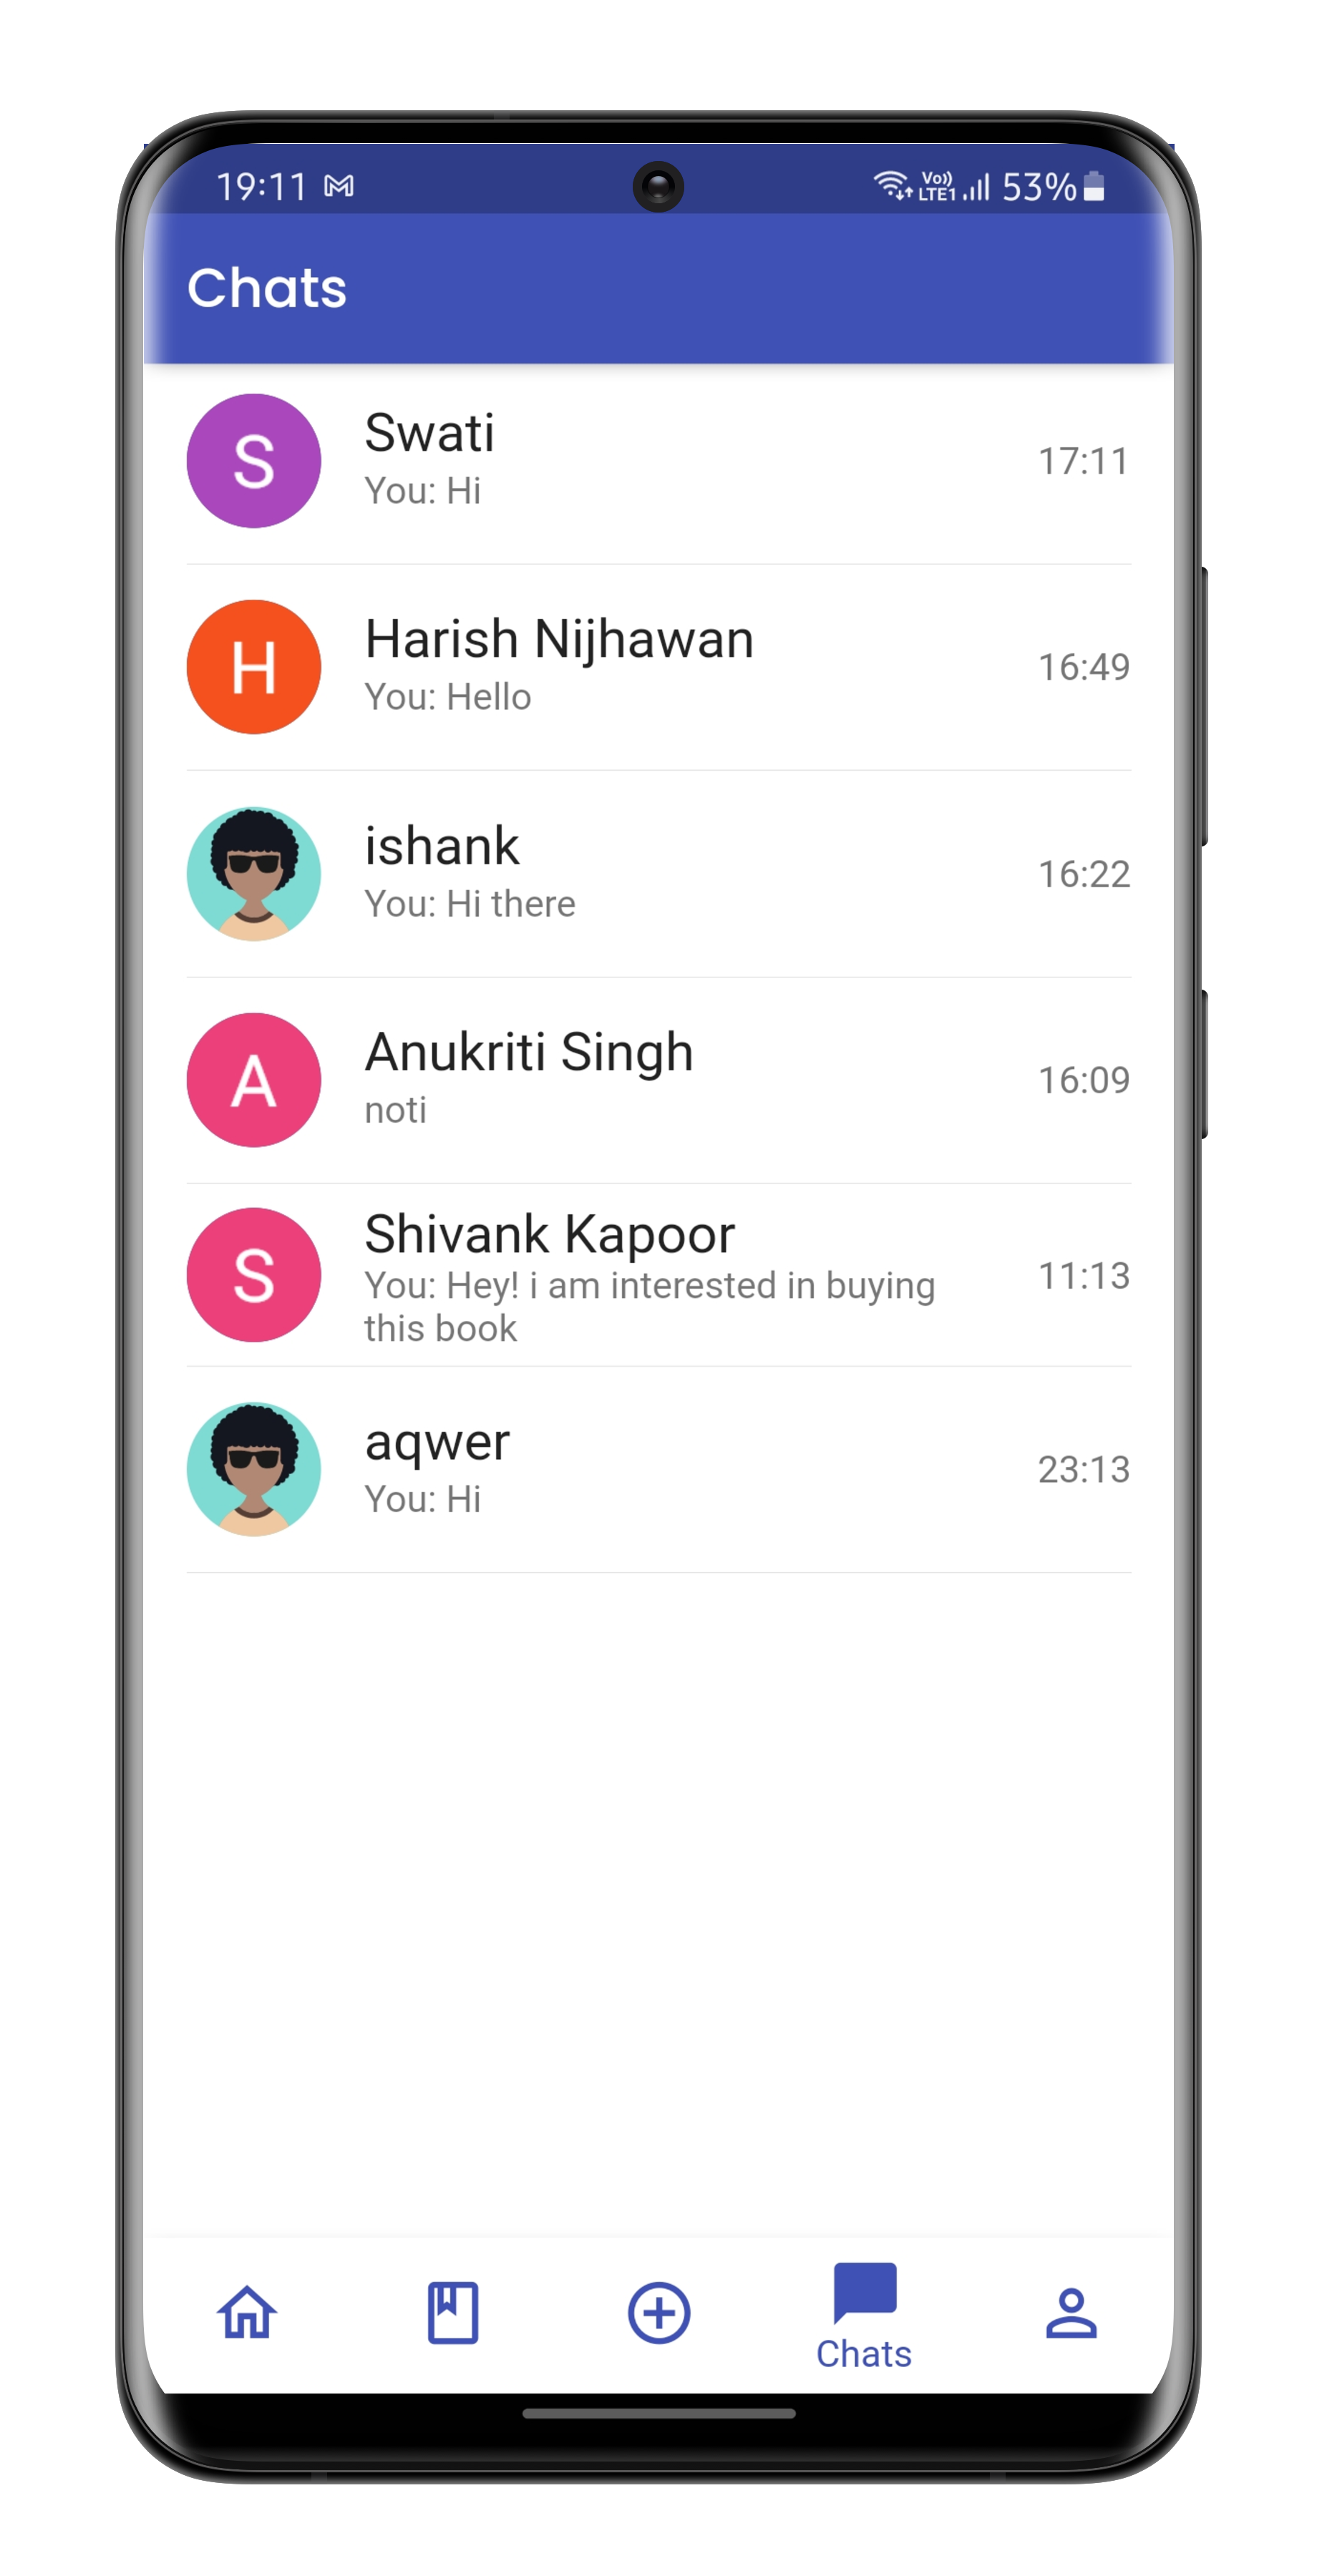 19:11 Vo)) LTE1 53%
Chats
S Swati 17:11
You: Hi
H Harish Nijhawan 16:49
You: Hello
ishank 16:22
You: Hi there
A Anukriti Singh 16:09
noti
S Shivank Kapoor 11:13
You: Hey! i am interested in buying
this book
aqwer 23:13
You: Hi
Chats